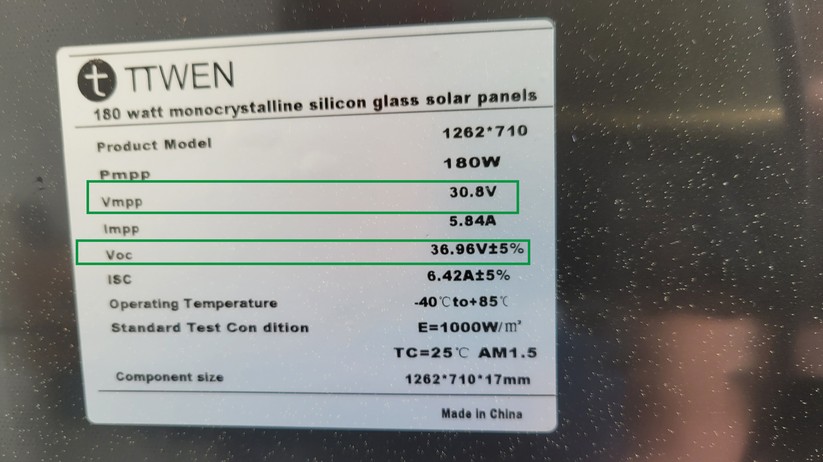 t TTWEN
180 watt monocrystalline silicon glass solar panels
Product Model 1262*710
Pmpp 180W
Vmpp 30.8V
Impp 5.84A
Voc 36.96V±5%
ISC 6.42A±5%
Operating Temperature -40℃to+85℃
Standard Test Con dition E=1000W/m²
TC=25℃ AM1.5
Component size 1262*710*17mm
Made in China